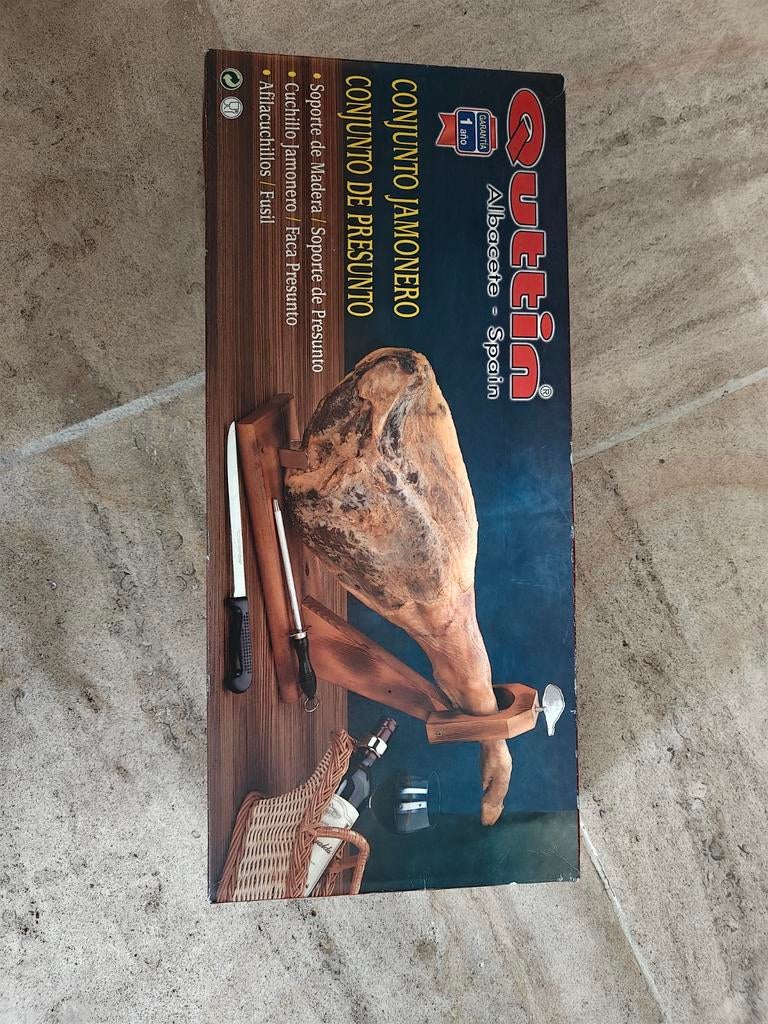 Quttin®
Albacete - Spain
GARANTIA
1 año
CONJUNTO JAMONERO
CONJUNTO DE PRESUNTO
• Soporte de Madera / Soporte de Presunto
• Cuchillo Jamonero / Faca Presunto
• Afilacuchillos / Fusil